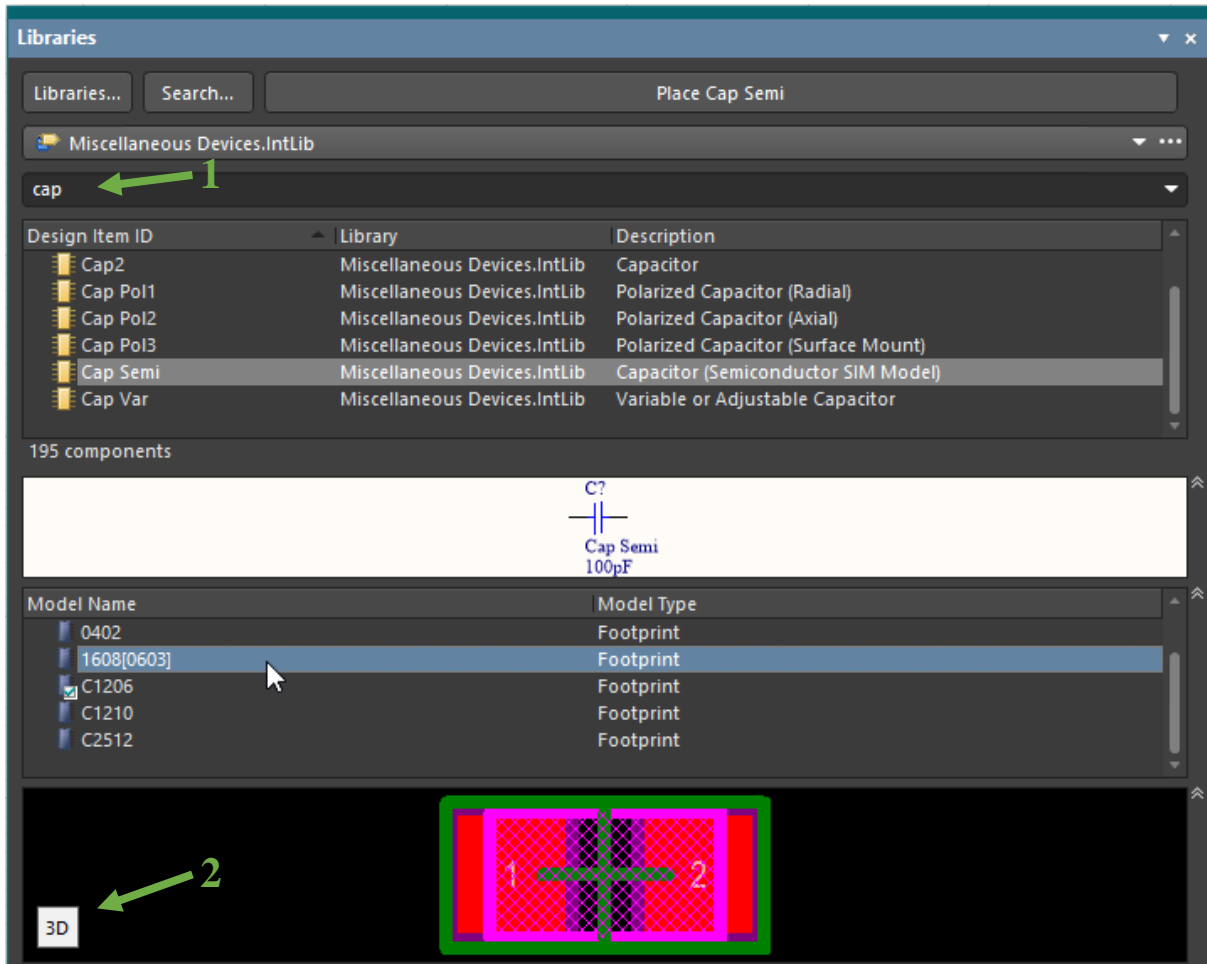 Libraries
Libraries... Search... Place Cap Semi
Miscellaneous Devices.IntLib
1
cap
Design Item ID Library Description
Cap2 Miscellaneous Devices.IntLib Capacitor
Cap Pol1 Miscellaneous Devices.IntLib Polarized Capacitor (Radial)
Cap Pol2 Miscellaneous Devices.IntLib Polarized Capacitor (Axial)
Cap Pol3 Miscellaneous Devices.IntLib Polarized Capacitor (Surface Mount)
Cap Semi Miscellaneous Devices.IntLib Capacitor (Semiconductor SIM Model)
Cap Var Miscellaneous Devices.IntLib Variable or Adjustable Capacitor
195 components
C?
Cap Semi
100pF
Model Name Model Type
0402 Footprint
1608[0603] Footprint
C1206 Footprint
C1210 Footprint
C2512 Footprint
1 2
2
3D